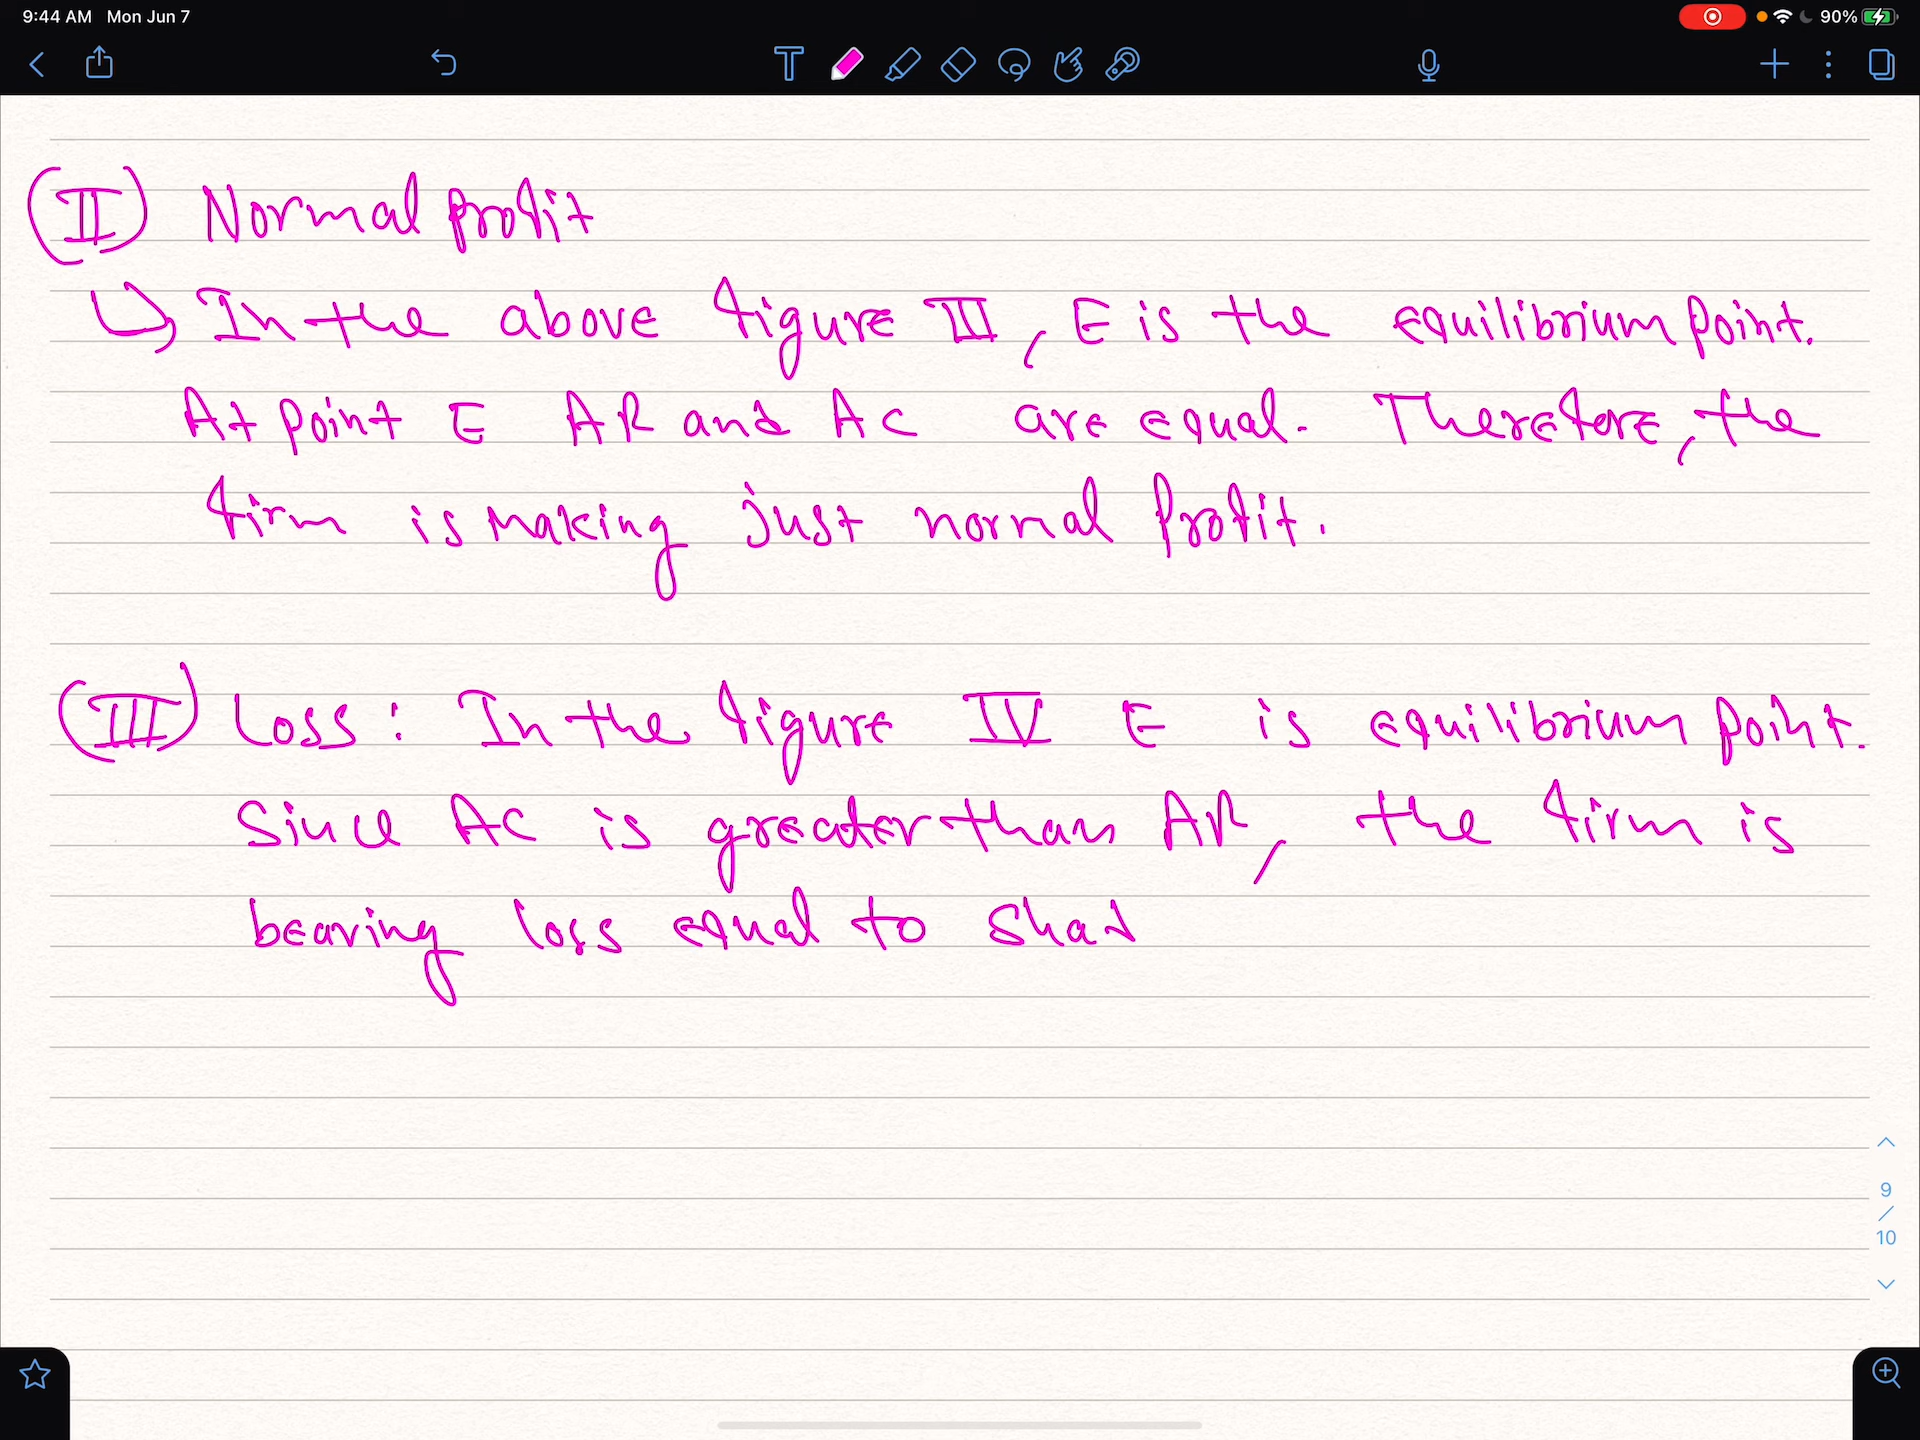 9:44 AM Mon Jun 7
90%
(II) Normal profit
In the above figure III, E is the equilibrium point.
At point E AR and AC are equal. Therefore, the
firm is making just normal profit.
(III) Loss: In the figure IV E is equilibrium point.
Since AC is greater than AR, the firm is
bearing loss equal to shad
9
/
10